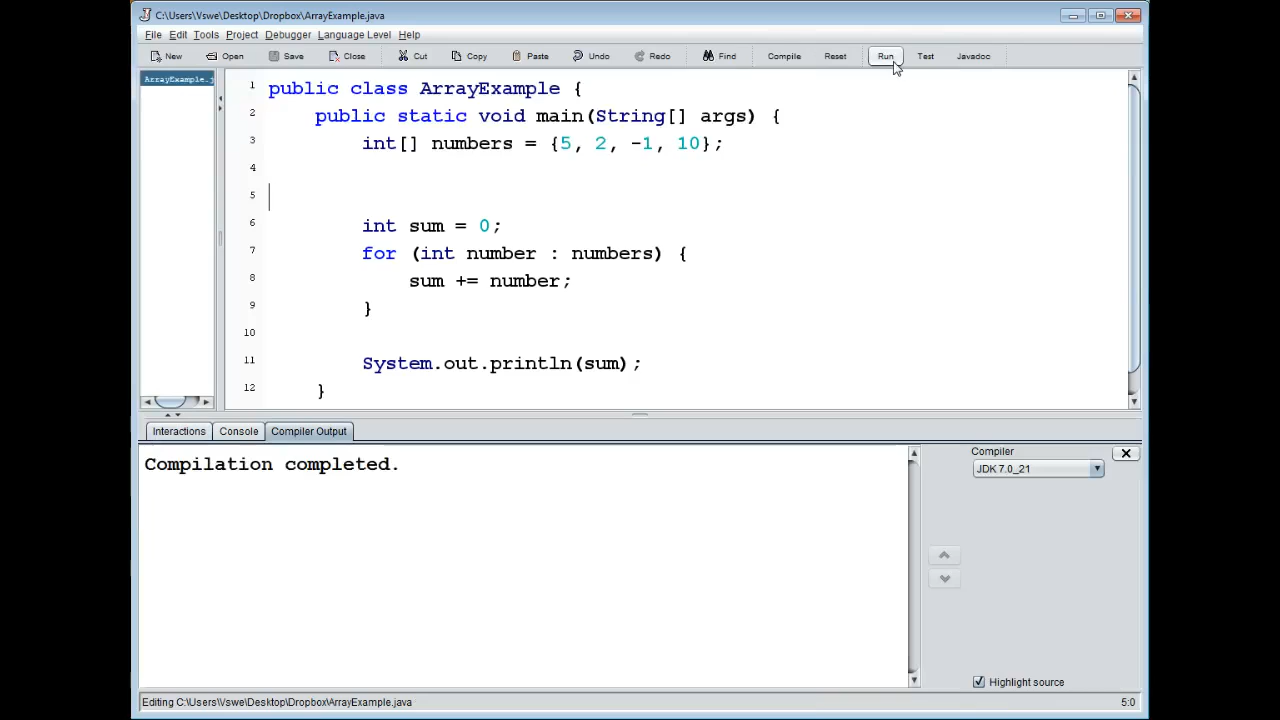 C:\Users\Vswe\Desktop\Dropbox\ArrayExample.java
File Edit Tools Project Debugger Language Level Help
New Open Save Close Cut Copy Paste Undo Redo Find Compile Reset Run Test Javadoc
ArrayExample.j
1 public class ArrayExample {
2     public static void main(String[] args) {
3         int[] numbers = {5, 2, -1, 10};
4
5
6         int sum = 0;
7         for (int number : numbers) {
8             sum += number;
9         }
10
11         System.out.println(sum);
12     }
Interactions Console Compiler Output
Compilation completed.
Compiler
JDK 7.0_21
Highlight source
Editing C:\Users\Vswe\Desktop\Dropbox\ArrayExample.java 5:0